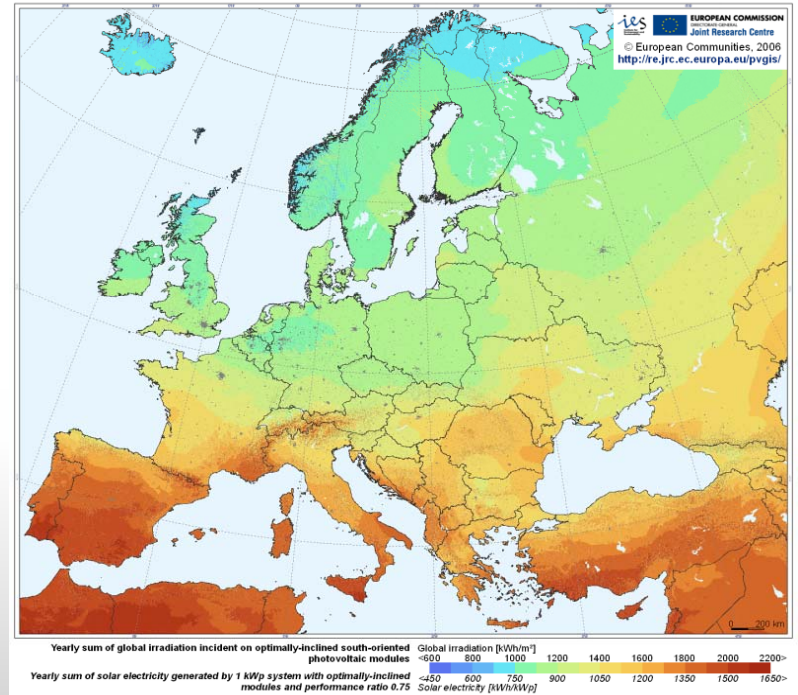 ies
EUROPEAN COMMISSION
DIRECTORATE-GENERAL
Joint Research Centre
© European Communities, 2006
http://re.jrc.ec.europa.eu/pvgis/
0 200 km
Yearly sum of global irradiation incident on optimally-inclined south-oriented
photovoltaic modules
Yearly sum of solar electricity generated by 1 kWp system with optimally-inclined
modules and performance ratio 0.75
Global irradiation [kWh/m²]
<600 800 1000 1200 1400 1600 1800 2000 2200>
<450 600 750 900 1050 1200 1350 1500 1650>
Solar electricity [kWh/kWp]